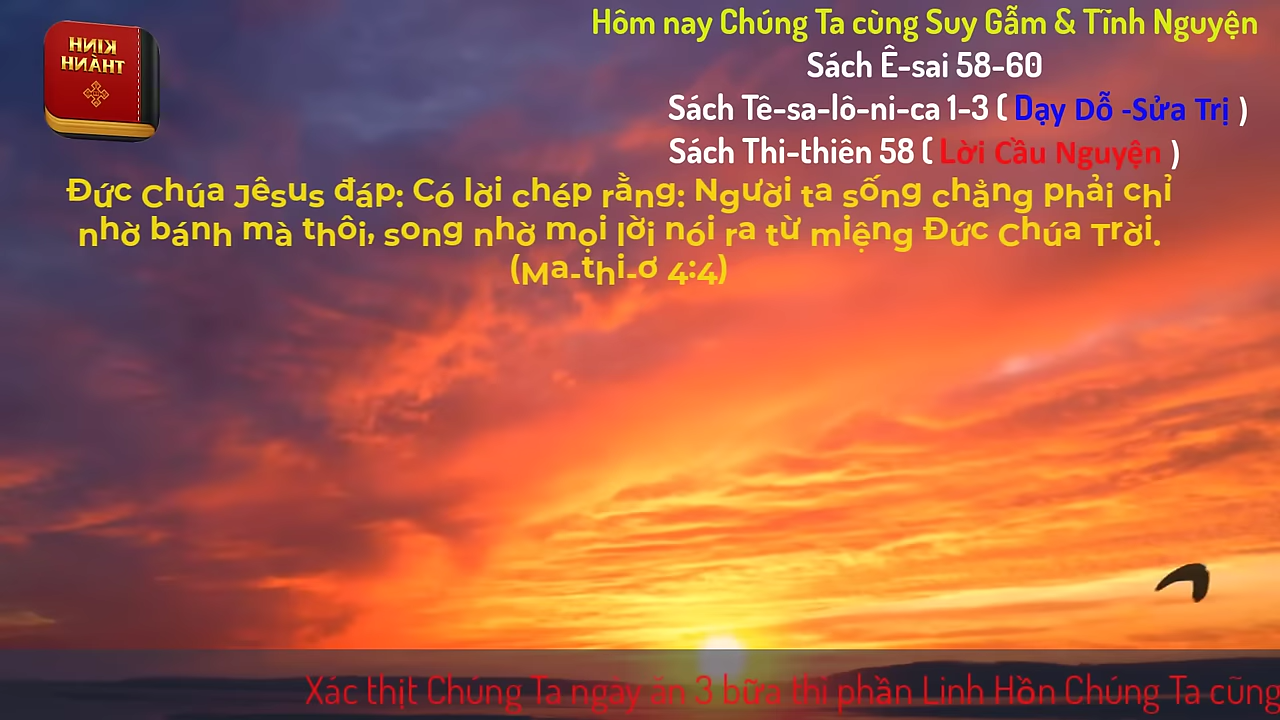 KINH
THÀNH
Hôm nay Chúng Ta cùng Suy Gẫm & Tĩnh Nguyện
Sách Ê-sai 58-60
Sách Tê-sa-lô-ni-ca 1-3 ( Dạy Dỗ -Sửa Trị )
Sách Thi-thiên 58 ( Lời Cầu Nguyện )
Đức Chúa Jêsus đáp: Có lời chép rằng: Người ta sống chẳng phải chỉ
nhờ bánh mà thôi, song nhờ mọi lời nói ra từ miệng Đức Chúa Trời.
(Ma-thi-ơ 4:4)
Xác thịt Chúng Ta ngày ăn 3 bữa thì phần Linh Hồn Chúng Ta cũng